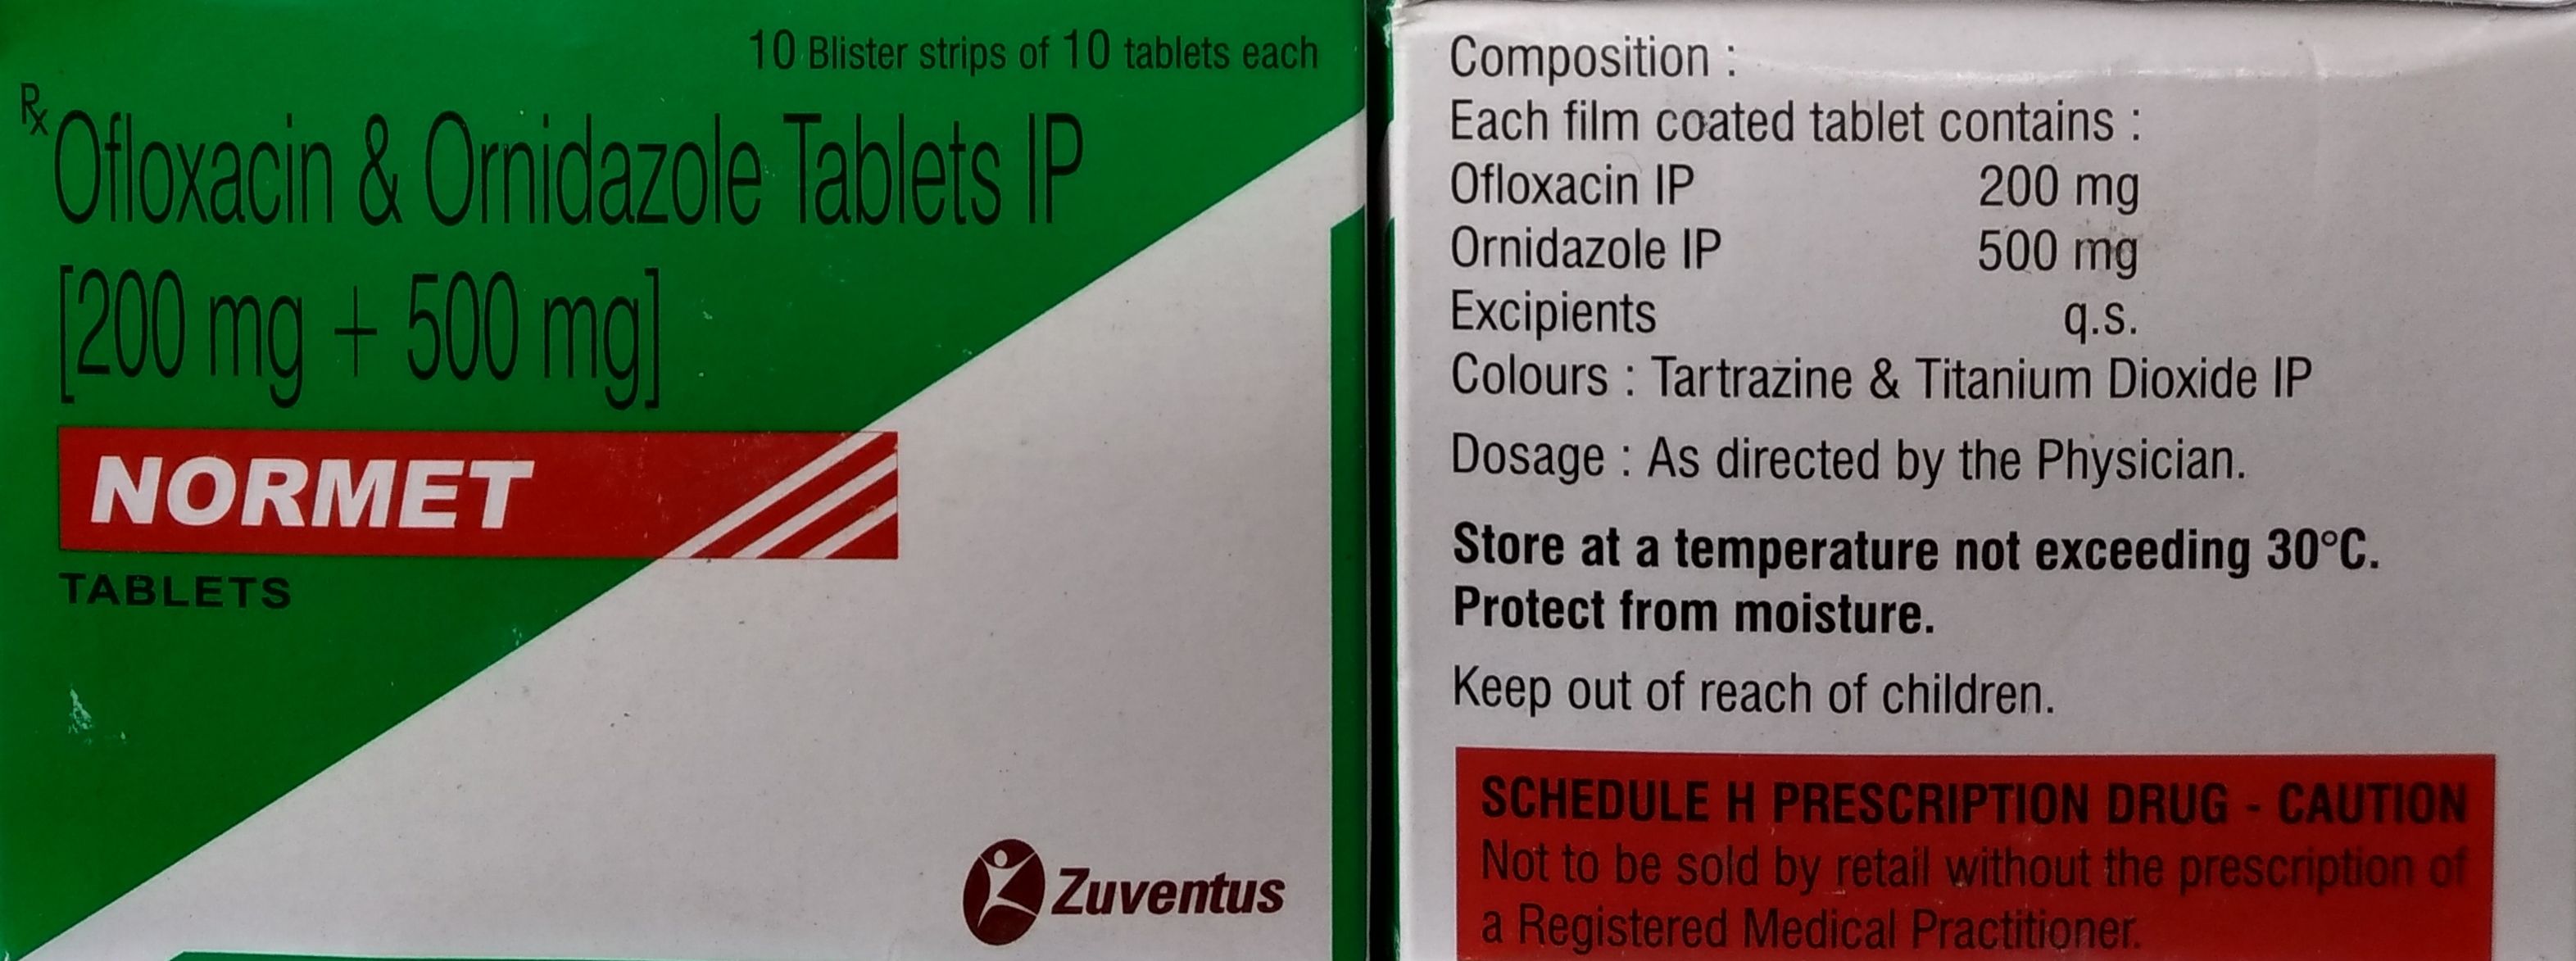 10 Blister strips of 10 tablets each
Rx
Ofloxacin & Ornidazole Tablets IP
[200 mg + 500 mg]
NORMET
TABLETS
Zuventus
Composition :
Each film coated tablet contains :
Ofloxacin IP 200 mg
Ornidazole IP 500 mg
Excipients q.s.
Colours : Tartrazine & Titanium Dioxide IP
Dosage : As directed by the Physician.
Store at a temperature not exceeding 30°C.
Protect from moisture.
Keep out of reach of children.
SCHEDULE H PRESCRIPTION DRUG - CAUTION
Not to be sold by retail without the prescription of
a Registered Medical Practitioner.